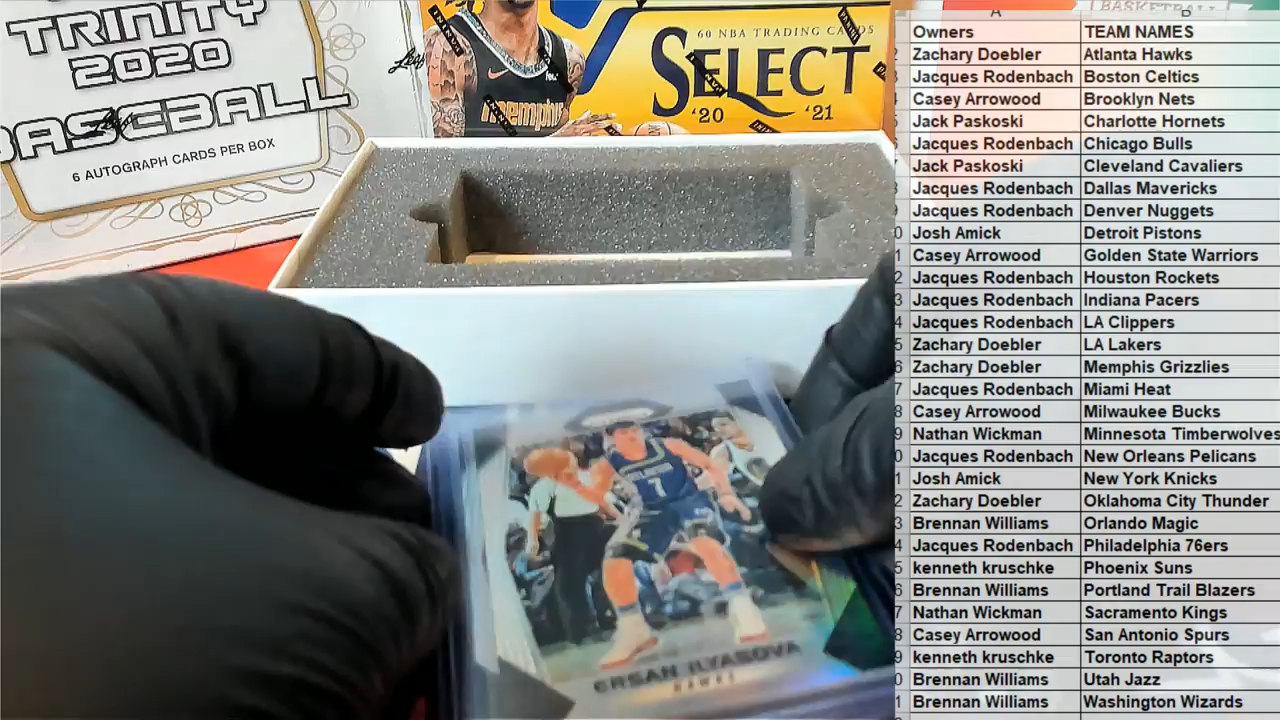 TRINITY
2020
BASEBALL
6 AUTOGRAPH CARDS PER BOX
60 NBA TRADING CARDS
SELECT
'20 '21
memphis
7
ERSAN ILYASOVA
HAWKS
A B
Owners TEAM NAMES
Zachary Doebler Atlanta Hawks
Jacques Rodenbach Boston Celtics
Casey Arrowood Brooklyn Nets
Jack Paskoski Charlotte Hornets
Jacques Rodenbach Chicago Bulls
Jack Paskoski Cleveland Cavaliers
Jacques Rodenbach Dallas Mavericks
Jacques Rodenbach Denver Nuggets
Josh Amick Detroit Pistons
Casey Arrowood Golden State Warriors
Jacques Rodenbach Houston Rockets
Jacques Rodenbach Indiana Pacers
Jacques Rodenbach LA Clippers
Zachary Doebler LA Lakers
Zachary Doebler Memphis Grizzlies
Jacques Rodenbach Miami Heat
Casey Arrowood Milwaukee Bucks
Nathan Wickman Minnesota Timberwolves
Jacques Rodenbach New Orleans Pelicans
Josh Amick New York Knicks
Zachary Doebler Oklahoma City Thunder
Brennan Williams Orlando Magic
Jacques Rodenbach Philadelphia 76ers
kenneth kruschke Phoenix Suns
Brennan Williams Portland Trail Blazers
Nathan Wickman Sacramento Kings
Casey Arrowood San Antonio Spurs
kenneth kruschke Toronto Raptors
Brennan Williams Utah Jazz
Brennan Williams Washington Wizards